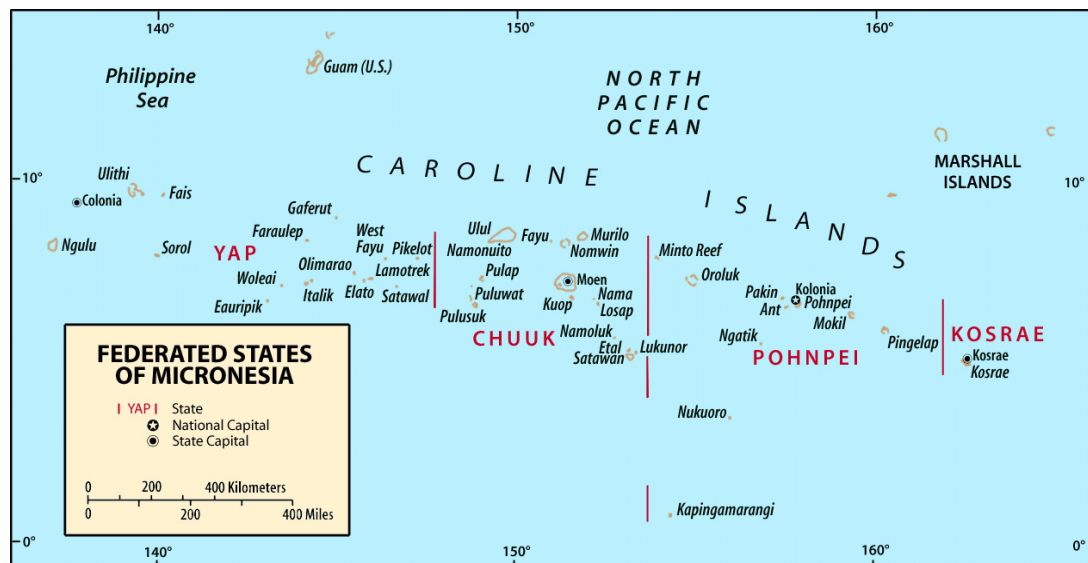 140°
150°
160°
Guam (U.S.)
Philippine
Sea
NORTH
PACIFIC
OCEAN
CAROLINE ISLANDS
MARSHALL
ISLANDS
10°
10°
Ulithi
Colonia
Fais
Ngulu
Sorol
YAP
Gaferut
Faraulep
West
Fayu
Pikelot
Olimarao
Lamotrek
Woleai
Italik
Elato
Satawal
Eauripik
Ulul
Namonuito
Fayu
Murilo
Nomwin
Pulap
Moen
Puluwat
Kuop
Nama
Losap
Pulusuk
CHUUK
Namoluk
Etal
Lukunor
Satawan
Minto Reef
Oroluk
Kolonia
Pakin
Pohnpei
Ant
Mokil
Ngatik
Pingelap
POHNPEI
KOSRAE
Kosrae
Kosrae
Nukuoro
Kapingamarangi
FEDERATED STATES
OF MICRONESIA
YAP State
National Capital
State Capital
0 200 400 Kilometers
0 200 400 Miles
0°
0°
140°
150°
160°